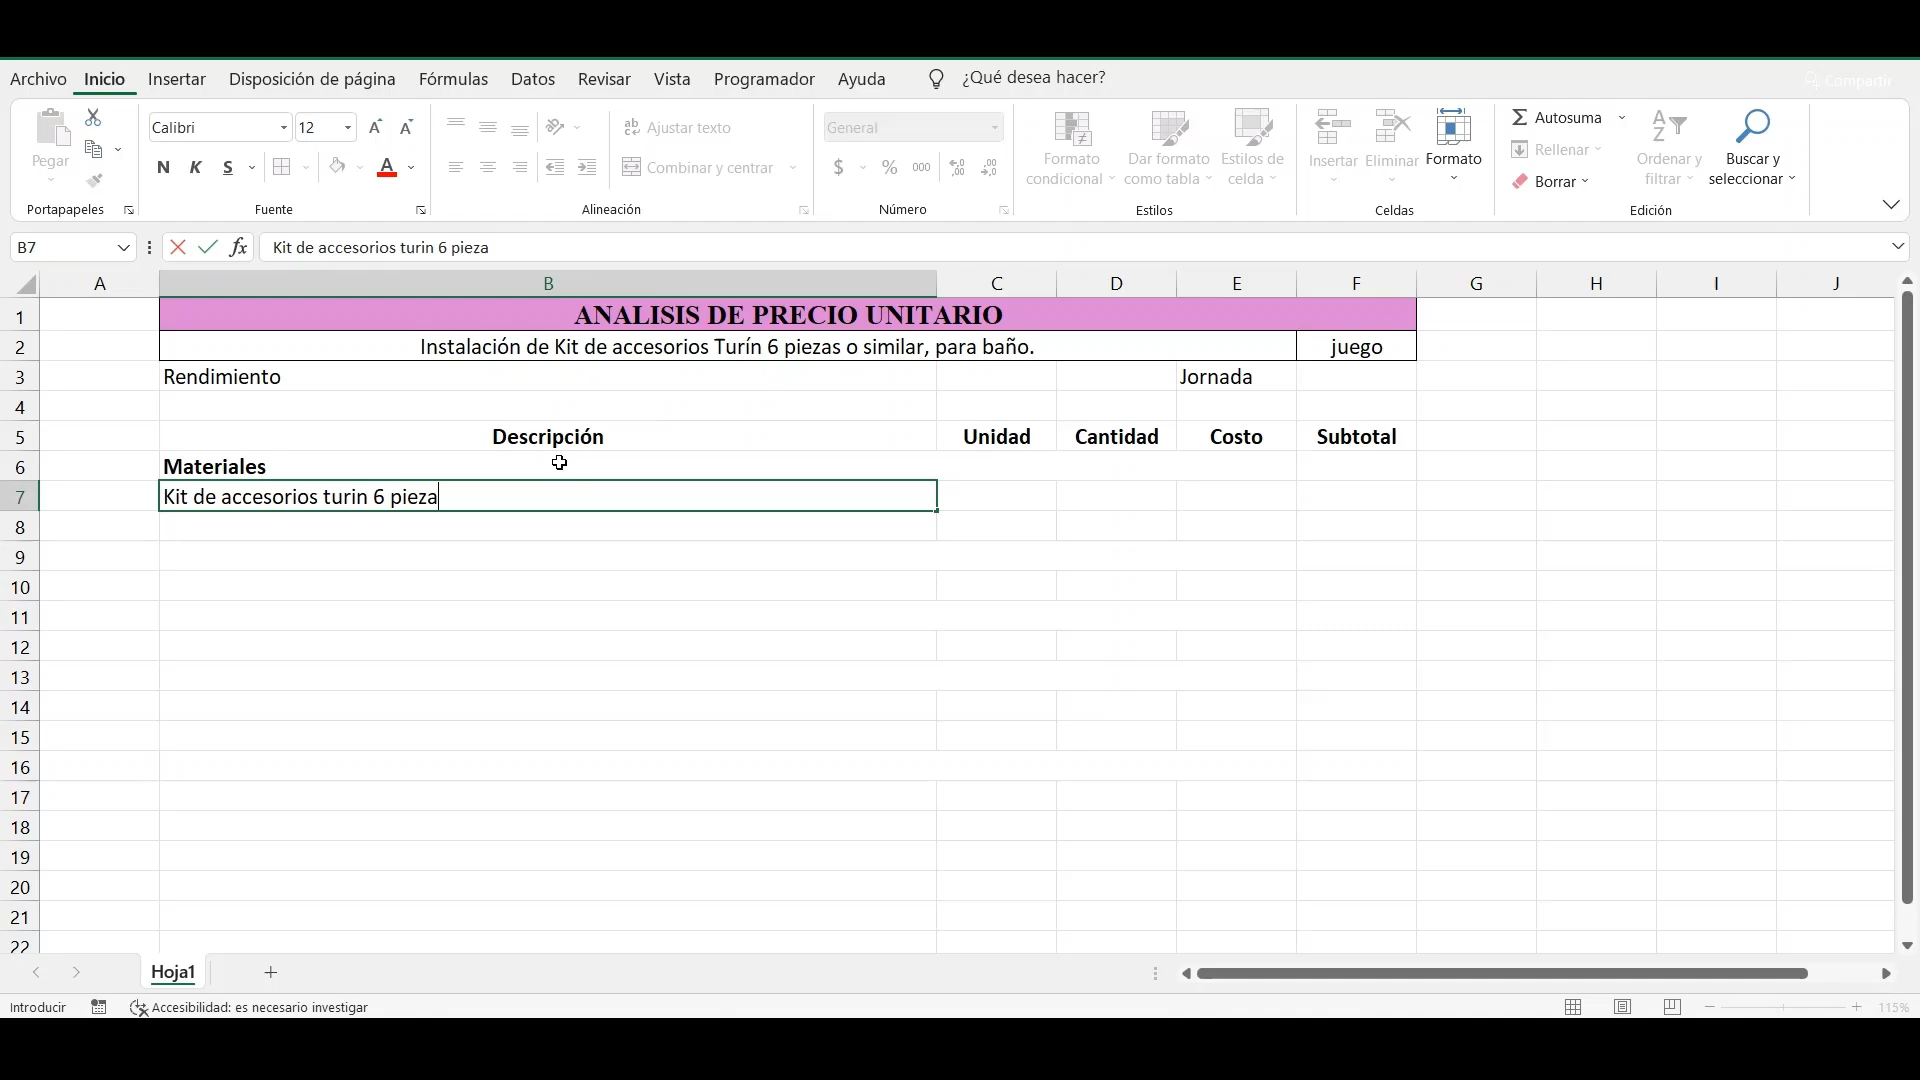 Archivo Inicio Insertar Disposición de página Fórmulas Datos Revisar Vista Programador Ayuda ¿Qué desea hacer? Compartir
Pegar
Portapapeles
Calibri 12
N K S A
Fuente
Ajustar texto
Combinar y centrar
Alineación
General
$ % 000
Número
Formato condicional
Dar formato como tabla
Estilos de celda
Estilos
Insertar Eliminar Formato
Celdas
Autosuma
Rellenar
Borrar
Ordenar y filtrar
Buscar y seleccionar
Edición
B7 fx Kit de accesorios turin 6 pieza
A B C D E F G H I J
1 ANALISIS DE PRECIO UNITARIO
2 Instalación de Kit de accesorios Turín 6 piezas o similar, para baño. juego
3 Rendimiento Jornada
4
5 Descripción Unidad Cantidad Costo Subtotal
6 Materiales
7 Kit de accesorios turin 6 pieza
8
9
10
11
12
13
14
15
16
17
18
19
20
21
22
Hoja1
Introducir Accesibilidad: es necesario investigar 115%